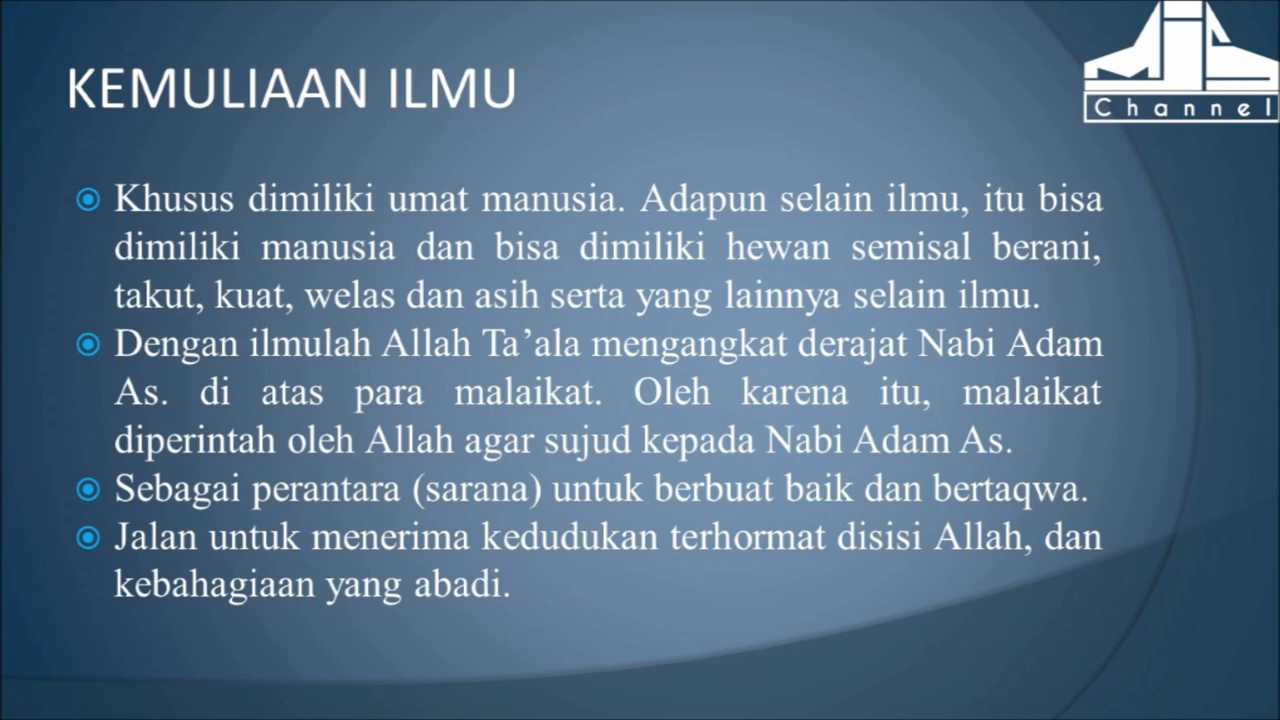 KEMULIAAN ILMU
Khusus dimiliki umat manusia. Adapun selain ilmu, itu bisa
dimiliki manusia dan bisa dimiliki hewan semisal berani,
takut, kuat, welas dan asih serta yang lainnya selain ilmu.
Dengan ilmulah Allah Ta’ala mengangkat derajat Nabi Adam
As. di atas para malaikat. Oleh karena itu, malaikat
diperintah oleh Allah agar sujud kepada Nabi Adam As.
Sebagai perantara (sarana) untuk berbuat baik dan bertaqwa.
Jalan untuk menerima kedudukan terhormat disisi Allah, dan
kebahagiaan yang abadi.
Channel